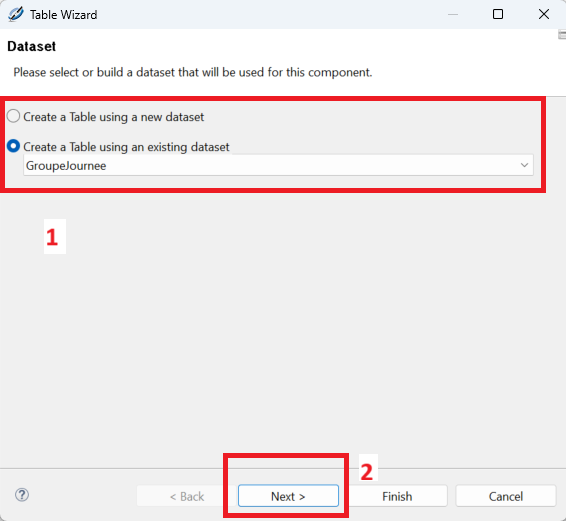 Table Wizard
Dataset
Please select or build a dataset that will be used for this component.
Create a Table using a new dataset
Create a Table using an existing dataset
GroupeJournee
1
2
< Back
Next >
Finish
Cancel